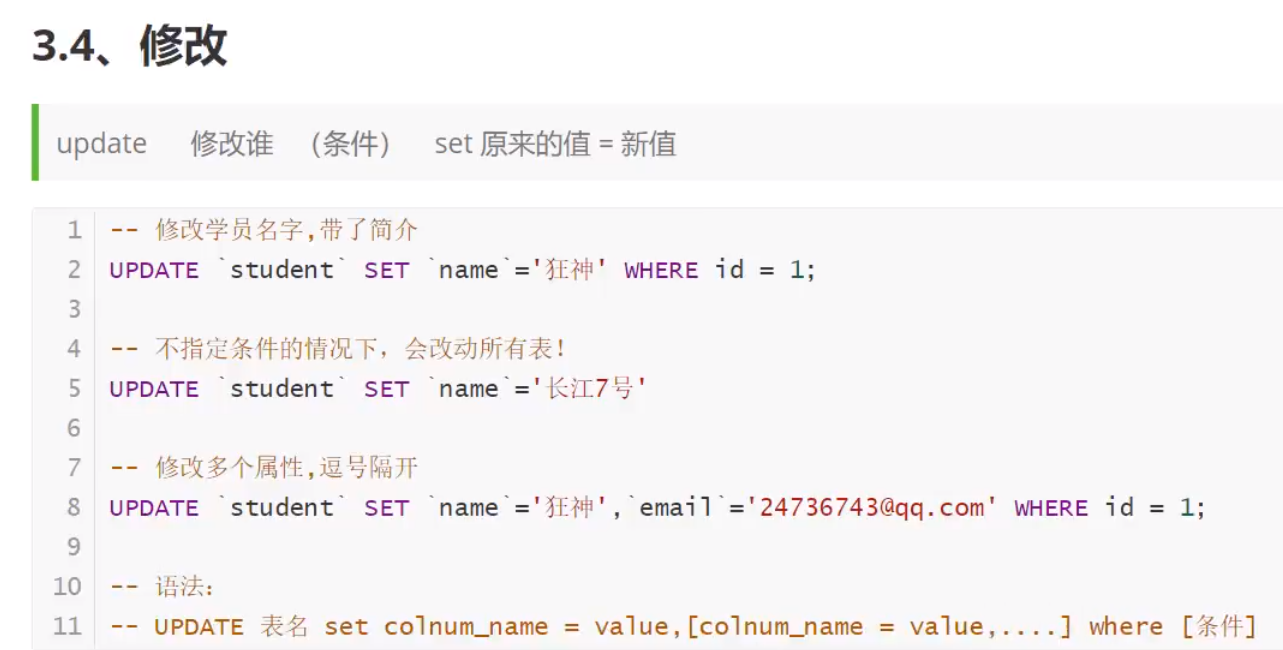 3.4、修改
update 修改谁 （条件） set 原来的值 = 新值
1 -- 修改学员名字,带了简介
2 UPDATE `student` SET `name`='狂神' WHERE id = 1;
3
4 -- 不指定条件的情况下，会改动所有表！
5 UPDATE `student` SET `name`='长江7号'
6
7 -- 修改多个属性,逗号隔开
8 UPDATE `student` SET `name`='狂神',`email`='24736743@qq.com' WHERE id = 1;
9
10 -- 语法：
11 -- UPDATE 表名 set colnum_name = value,[colnum_name = value,....] where [条件]